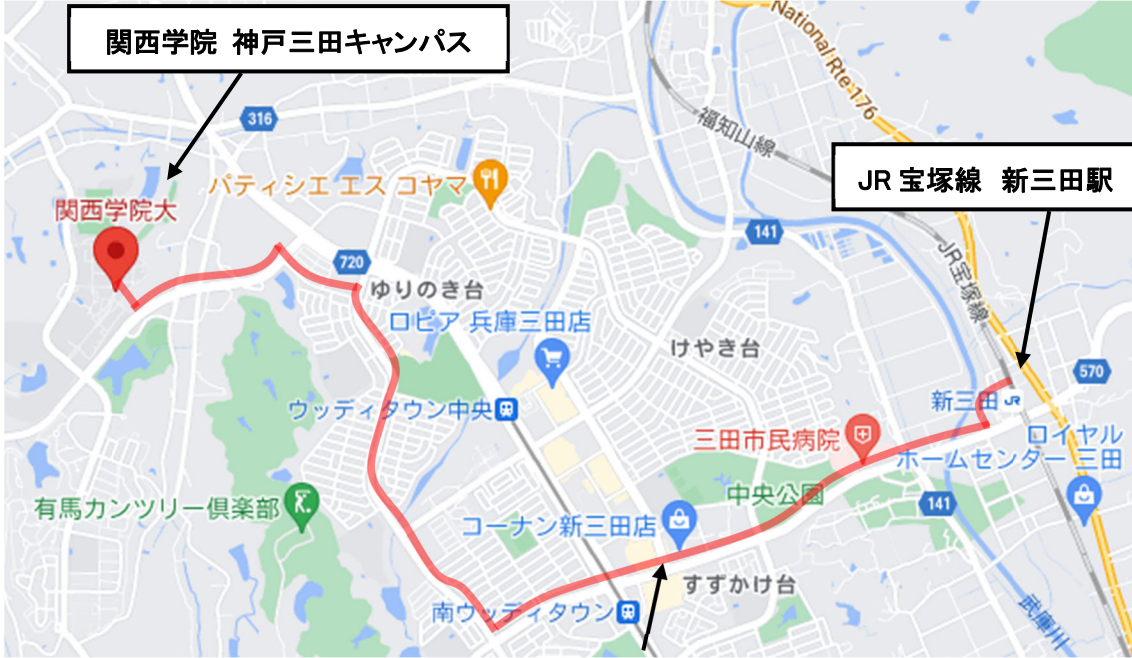 関西学院 神戸三田キャンパス
National Rte 176
316
福知山線
JR 宝塚線 新三田駅
パティシエ エス コヤマ
関西学院大
141
JR宝塚線
720
ゆりのき台
ロピア 兵庫三田店
けやき台
570
新三田
JR
ウッディタウン中央
三田市民病院
ロイヤル
ホームセンター 三田
有馬カンツリー倶楽部
中央公園
141
コーナン新三田店
すずかけ台
南ウッディタウン
武庫川